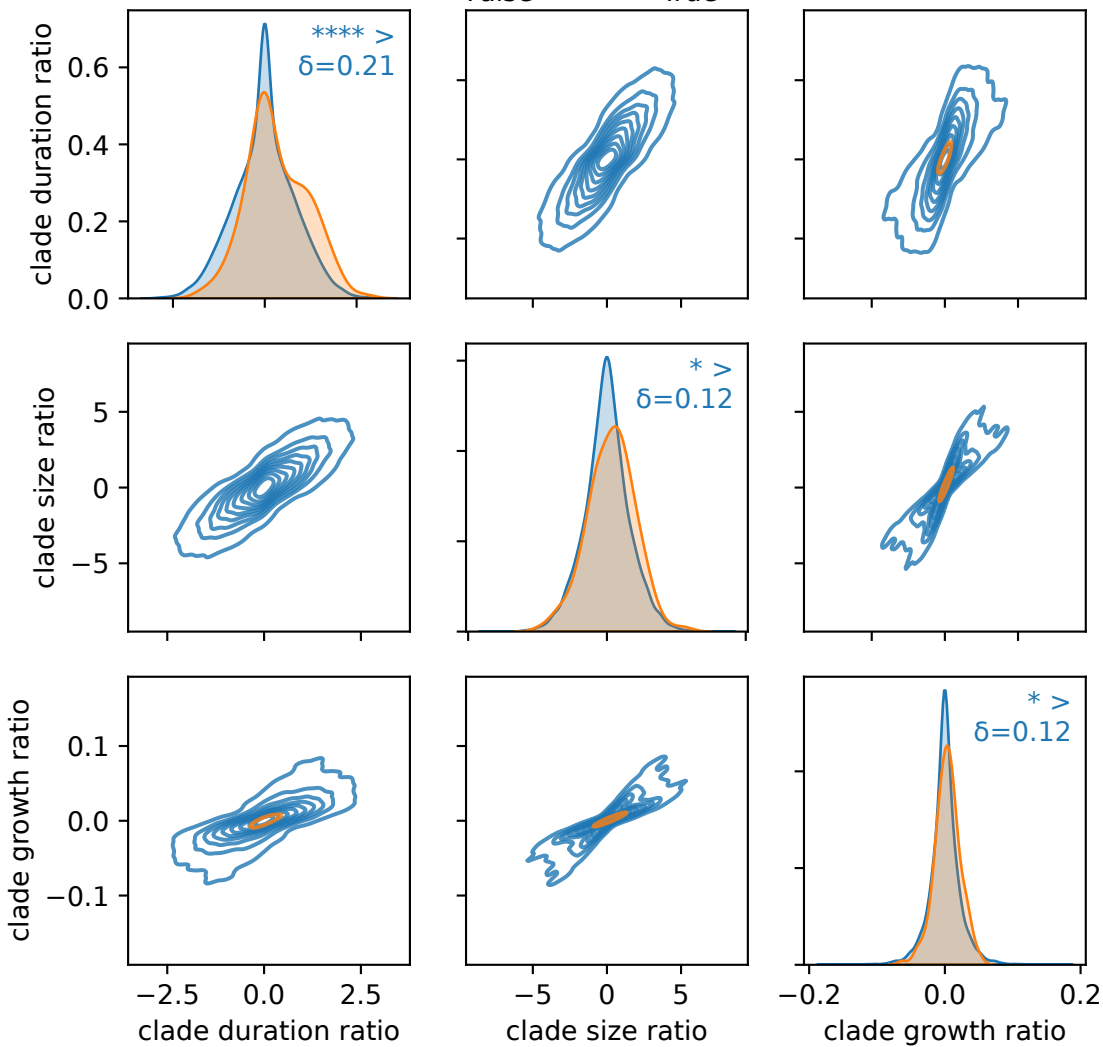 **** >
δ=0.21
clade duration ratio
0.6
0.4
0.2
0.0
* >
δ=0.12
clade size ratio
5
0
−5
* >
δ=0.12
clade growth ratio
0.1
0.0
−0.1
−2.5 0.0 2.5
−5 0 5
−0.2 0.0 0.2
clade duration ratio
clade size ratio
clade growth ratio